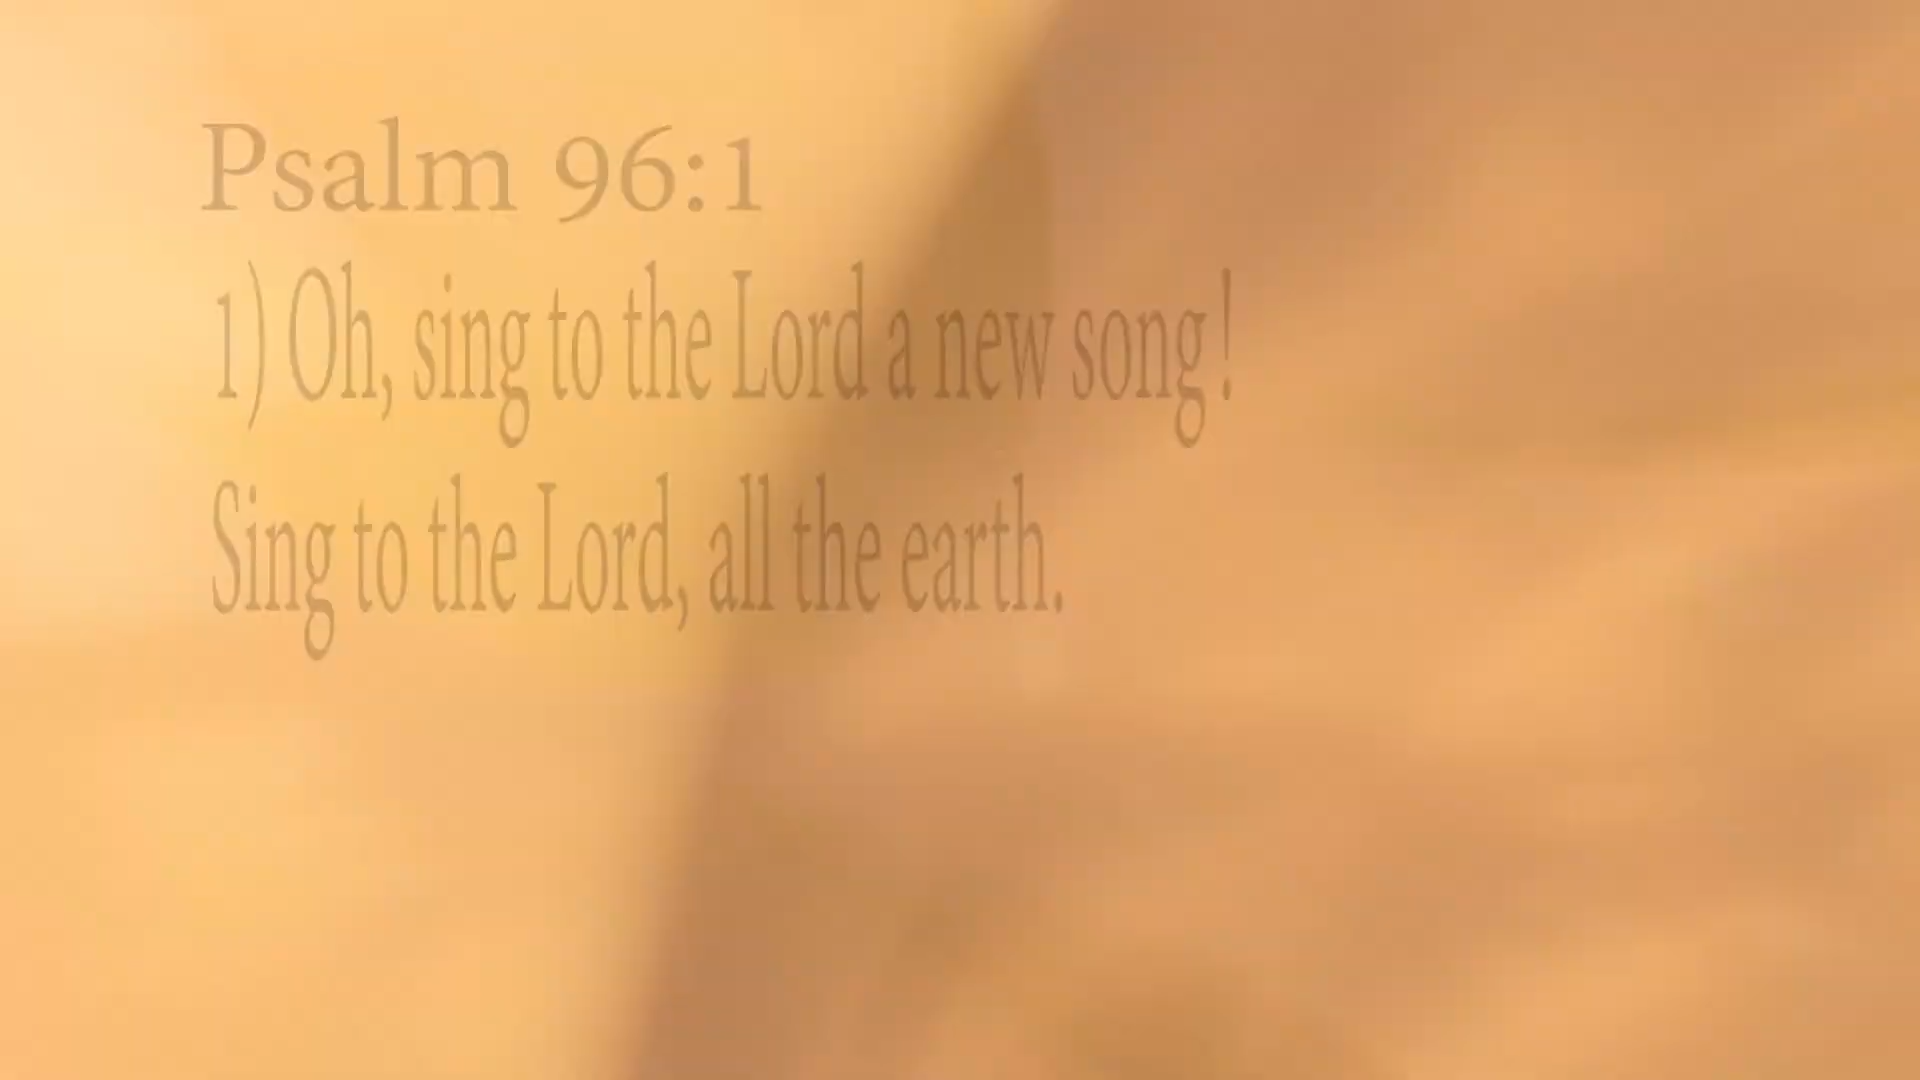 Psalm 96:1
1) Oh, sing to the Lord a new song!
Sing to the Lord, all the earth.